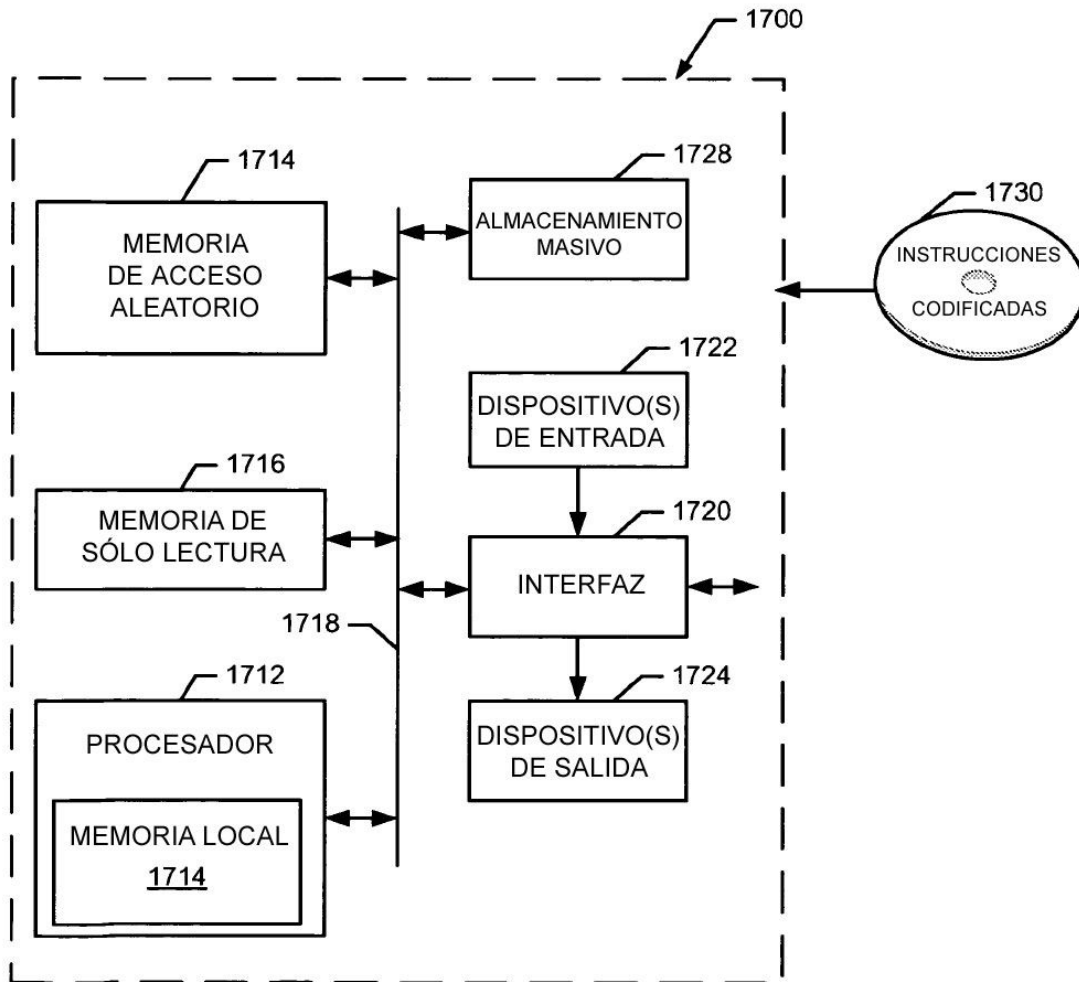 1700
1714
MEMORIA
DE ACCESO
ALEATORIO
1728
ALMACENAMIENTO
MASIVO
1730
INSTRUCCIONES
CODIFICADAS
1722
DISPOSITIVO(S)
DE ENTRADA
1716
MEMORIA DE
SÓLO LECTURA
1720
INTERFAZ
1718
1712
PROCESADOR
MEMORIA LOCAL
1714
1724
DISPOSITIVO(S)
DE SALIDA